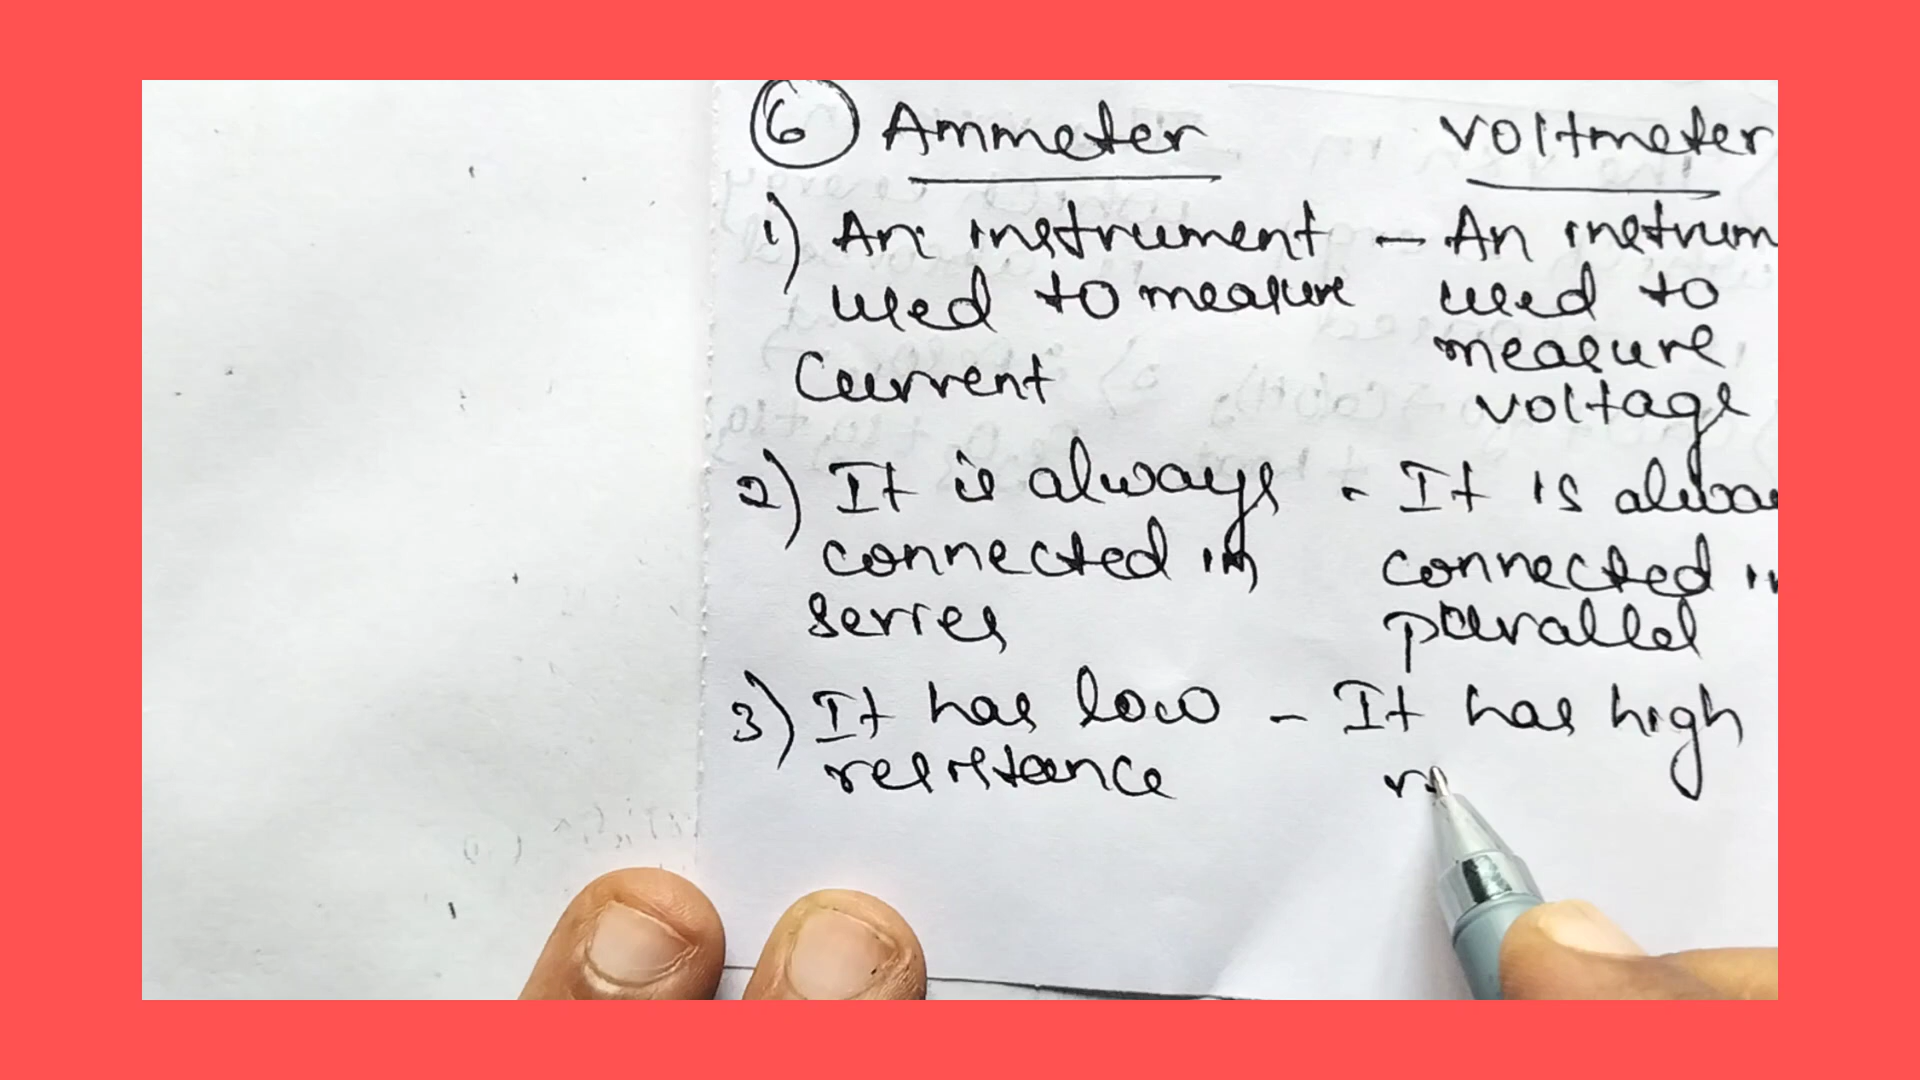 6 Ammeter voltmeter
1) An instrument - An instrum
used to measure used to
measure
Current
voltage
2) It is always - It is alwa
connected in connected in
series parallel
3) It has low - It has high
resistance